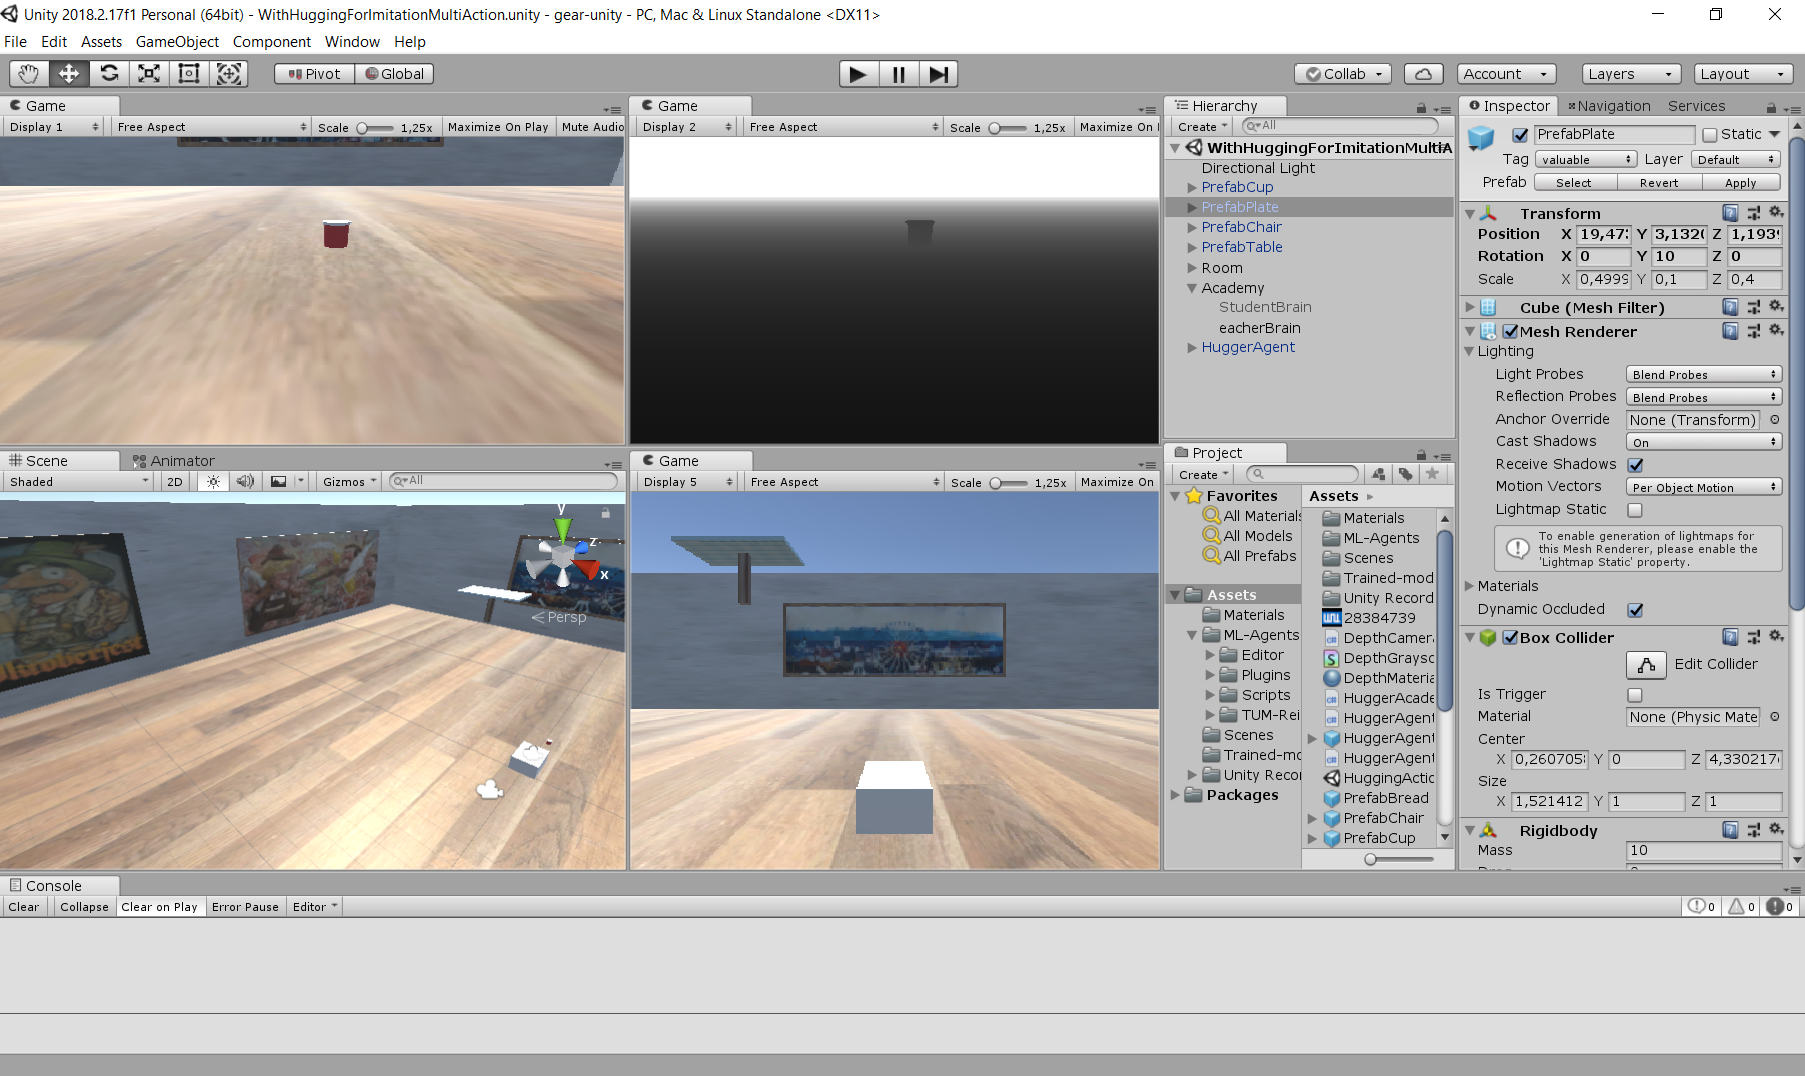 Unity 2018.2.17f1 Personal (64bit) - WithHuggingForImitationMultiAction.unity - gear-unity - PC, Mac & Linux Standalone <DX11>
File Edit Assets GameObject Component Window Help
Pivot Global Collab Account Layers Layout
Game
Display 1 Free Aspect Scale 1,25x Maximize On Play Mute Audio
Game
Display 2 Free Aspect Scale 1,25x Maximize On
Scene Animator
Shaded 2D Gizmos All
y
z
x
Persp
Oktoberfest
Game
Display 5 Free Aspect Scale 1,25x Maximize On
Hierarchy
Create All
WithHuggingForImitationMultiA
Directional Light
PrefabCup
PrefabPlate
PrefabChair
PrefabTable
Room
Academy
StudentBrain
eacherBrain
HuggerAgent
Project
Create
Favorites
All Materials
All Models
All Prefabs
Assets
Materials
ML-Agents
Editor
Plugins
Scripts
TUM-Rei
Scenes
Trained-mo
Unity Recor
Packages
Assets
Materials
ML-Agents
Scenes
Trained-mod
Unity Record
28384739
DepthCamera
DepthGraysc
DepthMateria
HuggerAcade
HuggerAgent
HuggerAgent
HuggerAgent
HuggingActio
PrefabBread
PrefabChair
PrefabCup
Inspector Navigation Services
PrefabPlate Static
Tag valuable Layer Default
Prefab Select Revert Apply
Transform
Position X 19,47 Y 3,132 Z 1,193
Rotation X 0 Y 10 Z 0
Scale X 0,4999 Y 0,1 Z 0,4
Cube (Mesh Filter)
Mesh Renderer
Lighting
Light Probes Blend Probes
Reflection Probes Blend Probes
Anchor Override None (Transform)
Cast Shadows On
Receive Shadows
Motion Vectors Per Object Motion
Lightmap Static
To enable generation of lightmaps for
this Mesh Renderer, please enable the
'Lightmap Static' property.
Materials
Dynamic Occluded
Box Collider
Edit Collider
Is Trigger
Material None (Physic Mate
Center
X 0,260705 Y 0 Z 4,330217
Size
X 1,521412 Y 1 Z 1
Rigidbody
Mass 10
Console
Clear Collapse Clear on Play Error Pause Editor 0 0 0